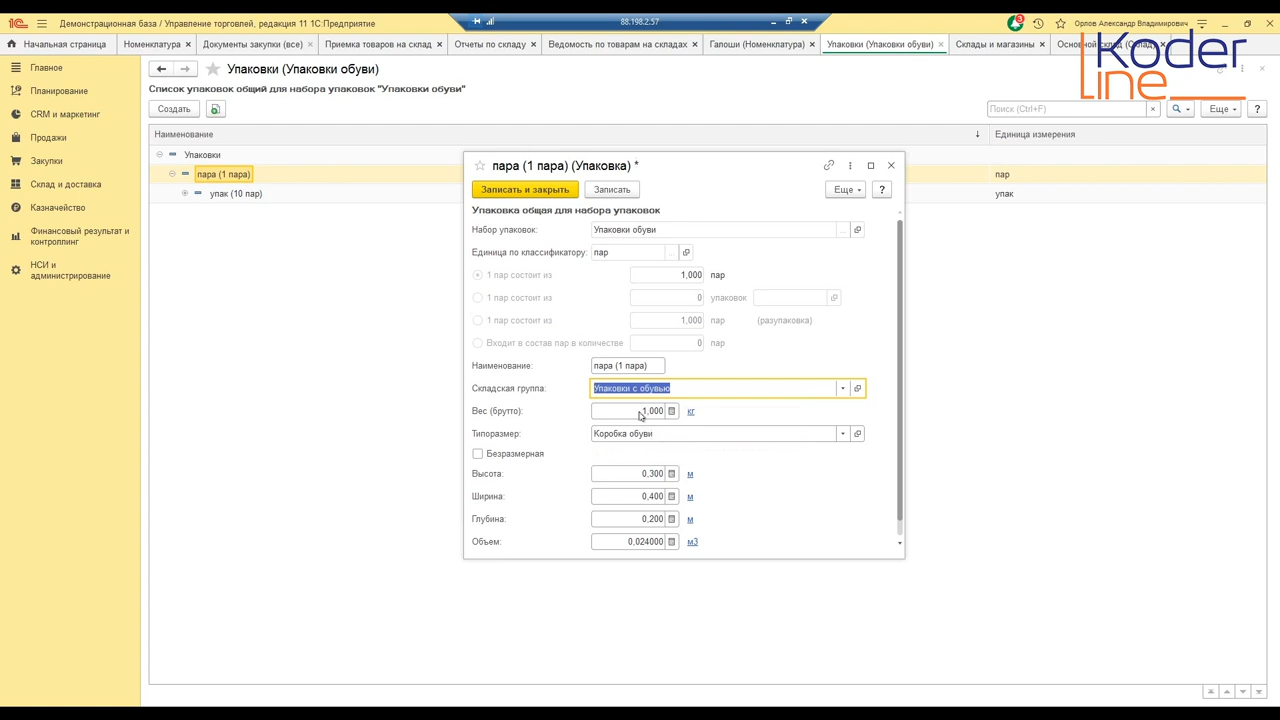 1С Демонстрационная база / Управление торговлей, редакция 11 1С:Предприятие
88.198.2.57
3
Орлов Александр Владимирович
Начальная страница
Номенклатура ×
Документы закупки (все) ×
Приемка товаров на склад ×
Отчеты по складу ×
Ведомость по товарам на складах ×
Галоши (Номенклатура) ×
Упаковки (Упаковки обуви) ×
Склады и магазины ×
Koder
line
Главное
Планирование
CRM и маркетинг
Продажи
Закупки
Склад и доставка
Казначейство
Финансовый результат и
контроллинг
НСИ и
администрирование
Упаковки (Упаковки обуви)
Список упаковок общий для набора упаковок "Упаковки обуви"
Создать
Поиск (Ctrl+F)
×
Еще
?
Наименование
Единица измерения
Упаковки
пара (1 пара)
пар
упак (10 пар)
упак
пара (1 пара) (Упаковка) *
Записать и закрыть
Записать
Еще
?
Упаковка общая для набора упаковок
Набор упаковок: Упаковки обуви ...
Единица по классификатору: пар ...
1 пар состоит из 1,000 пар
1 пар состоит из 0 упаковок
1 пар состоит из 1,000 пар (разупаковка)
Входит в состав пар в количестве 0 пар
Наименование: пара (1 пара)
Складская группа: Упаковки с обувью
Вес (брутто): 1,000 кг
Типоразмер: Коробка обуви
Безразмерная
Высота: 0,300 м
Ширина: 0,400 м
Глубина: 0,200 м
Объем: 0,024000 м3